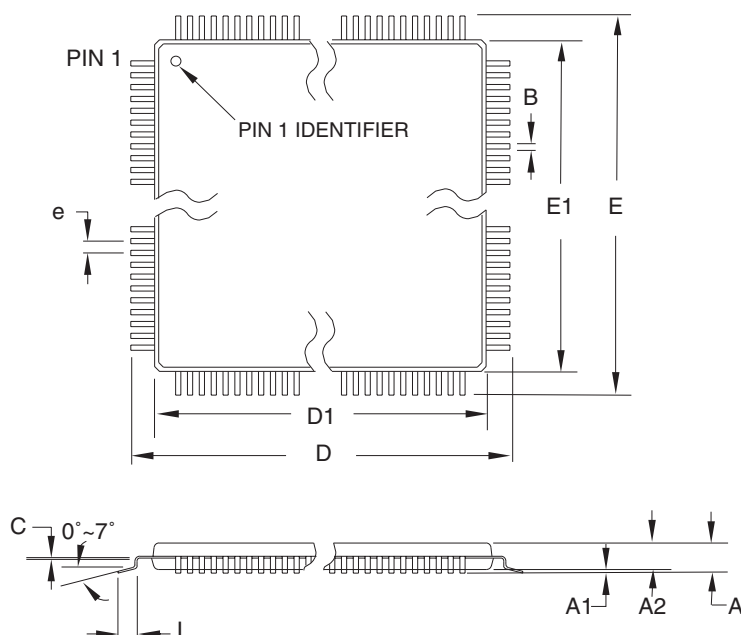 PIN 1
PIN 1 IDENTIFIER
B
e
E1
E
D1
D
C
0˚~7˚
L
A1
A2
A